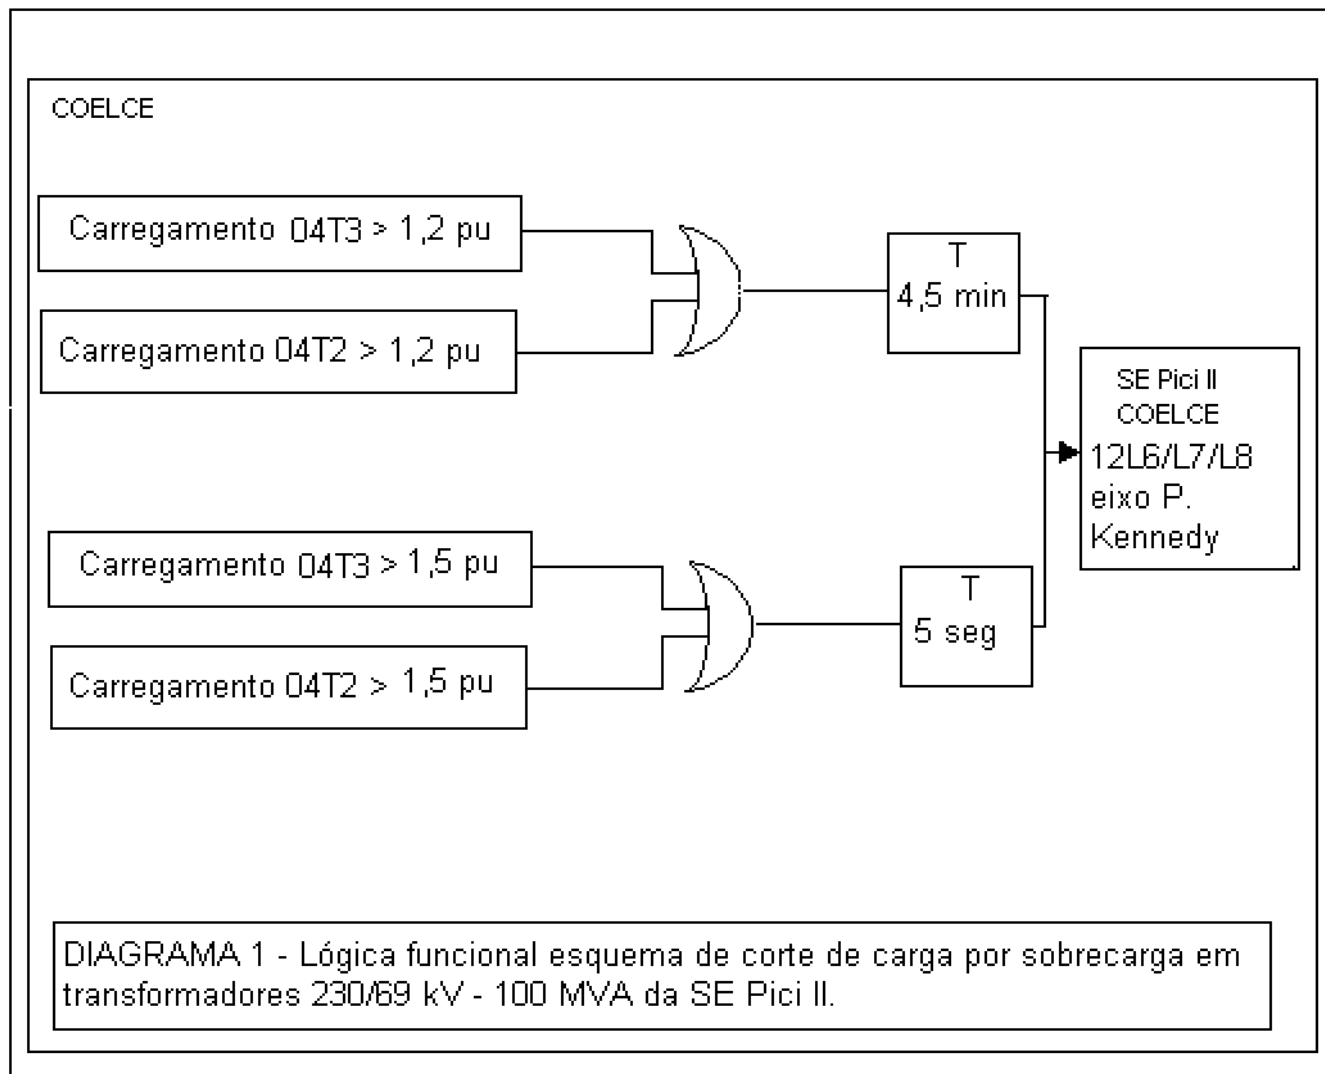 COELCE
Carregamento 04T3 > 1,2 pu
Carregamento 04T2 > 1,2 pu
T
4,5 min
SE Pici II
COELCE
12L6/L7/L8
eixo P.
Kennedy
Carregamento 04T3 > 1,5 pu
Carregamento 04T2 > 1,5 pu
T
5 seg
DIAGRAMA 1 - Lógica funcional esquema de corte de carga por sobrecarga em
transformadores 230/69 kV - 100 MVA da SE Pici II.